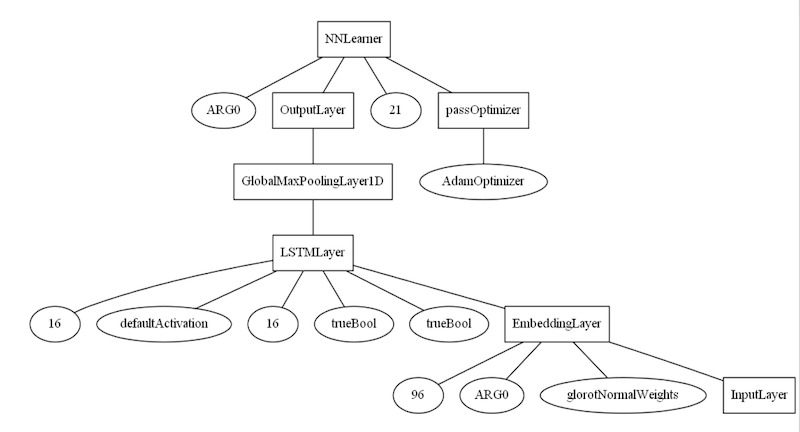 NNLearner
ARG0
OutputLayer
21
passOptimizer
GlobalMaxPoolingLayer1D
AdamOptimizer
LSTMLayer
16
defaultActivation
16
trueBool
trueBool
EmbeddingLayer
96
ARG0
glorotNormalWeights
InputLayer